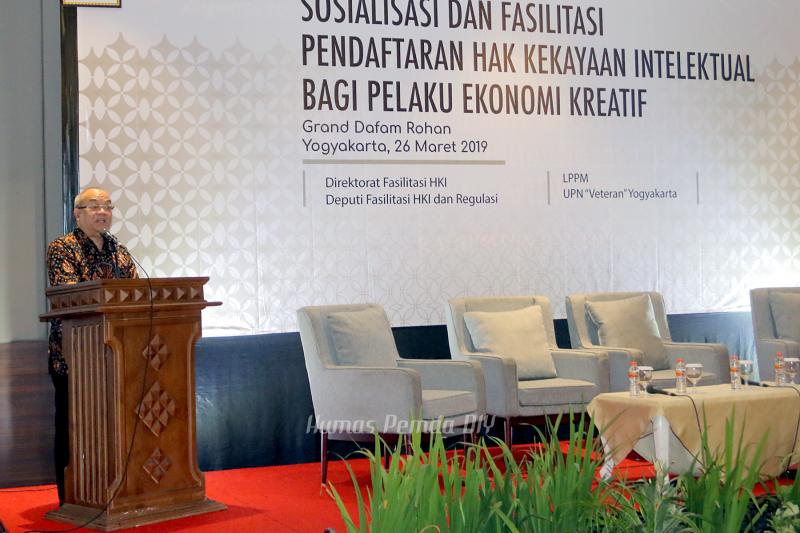 SOSIALISASI DAN FASILITASI
PENDAFTARAN HAK KEKAYAAN INTELEKTUAL
BAGI PELAKU EKONOMI KREATIF
Grand Dafam Rohan
Yogyakarta, 26 Maret 2019
Direktorat Fasilitasi HKI
Deputi Fasilitasi HKI dan Regulasi
LPPM
UPN "Veteran" Yogyakarta
Humas Pemda DIY